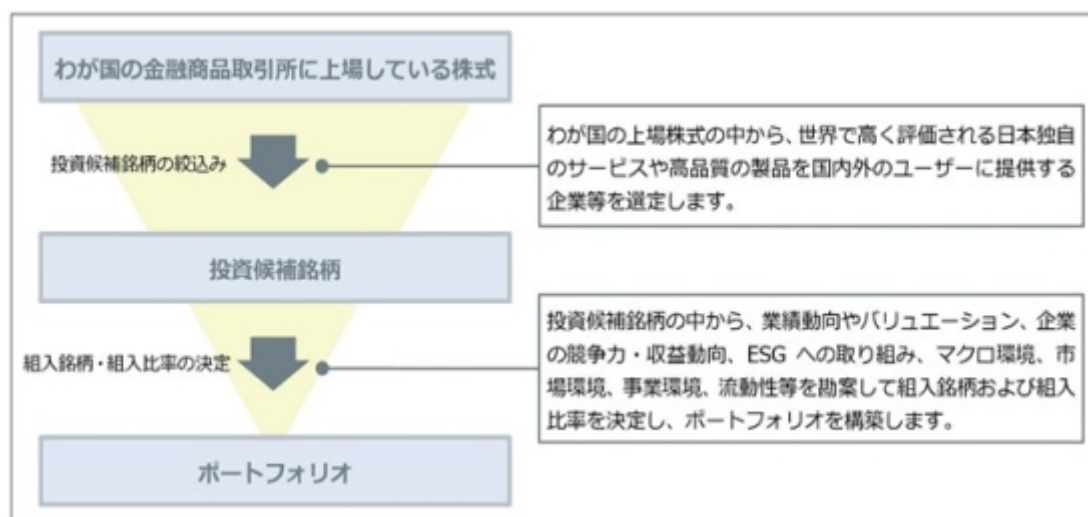 わが国の金融商品取引所に上場している株式
投資候補銘柄の絞込み
わが国の上場株式の中から、世界で高く評価される日本独自
のサービスや高品質の製品を国内外のユーザーに提供する
企業等を選定します。
投資候補銘柄
組入銘柄・組入比率の決定
投資候補銘柄の中から、業績動向やバリュエーション、企業
の競争力・収益動向、ESG への取り組み、マクロ環境、市
場環境、事業環境、流動性等を勘案して組入銘柄および組入
比率を決定し、ポートフォリオを構築します。
ポートフォリオ